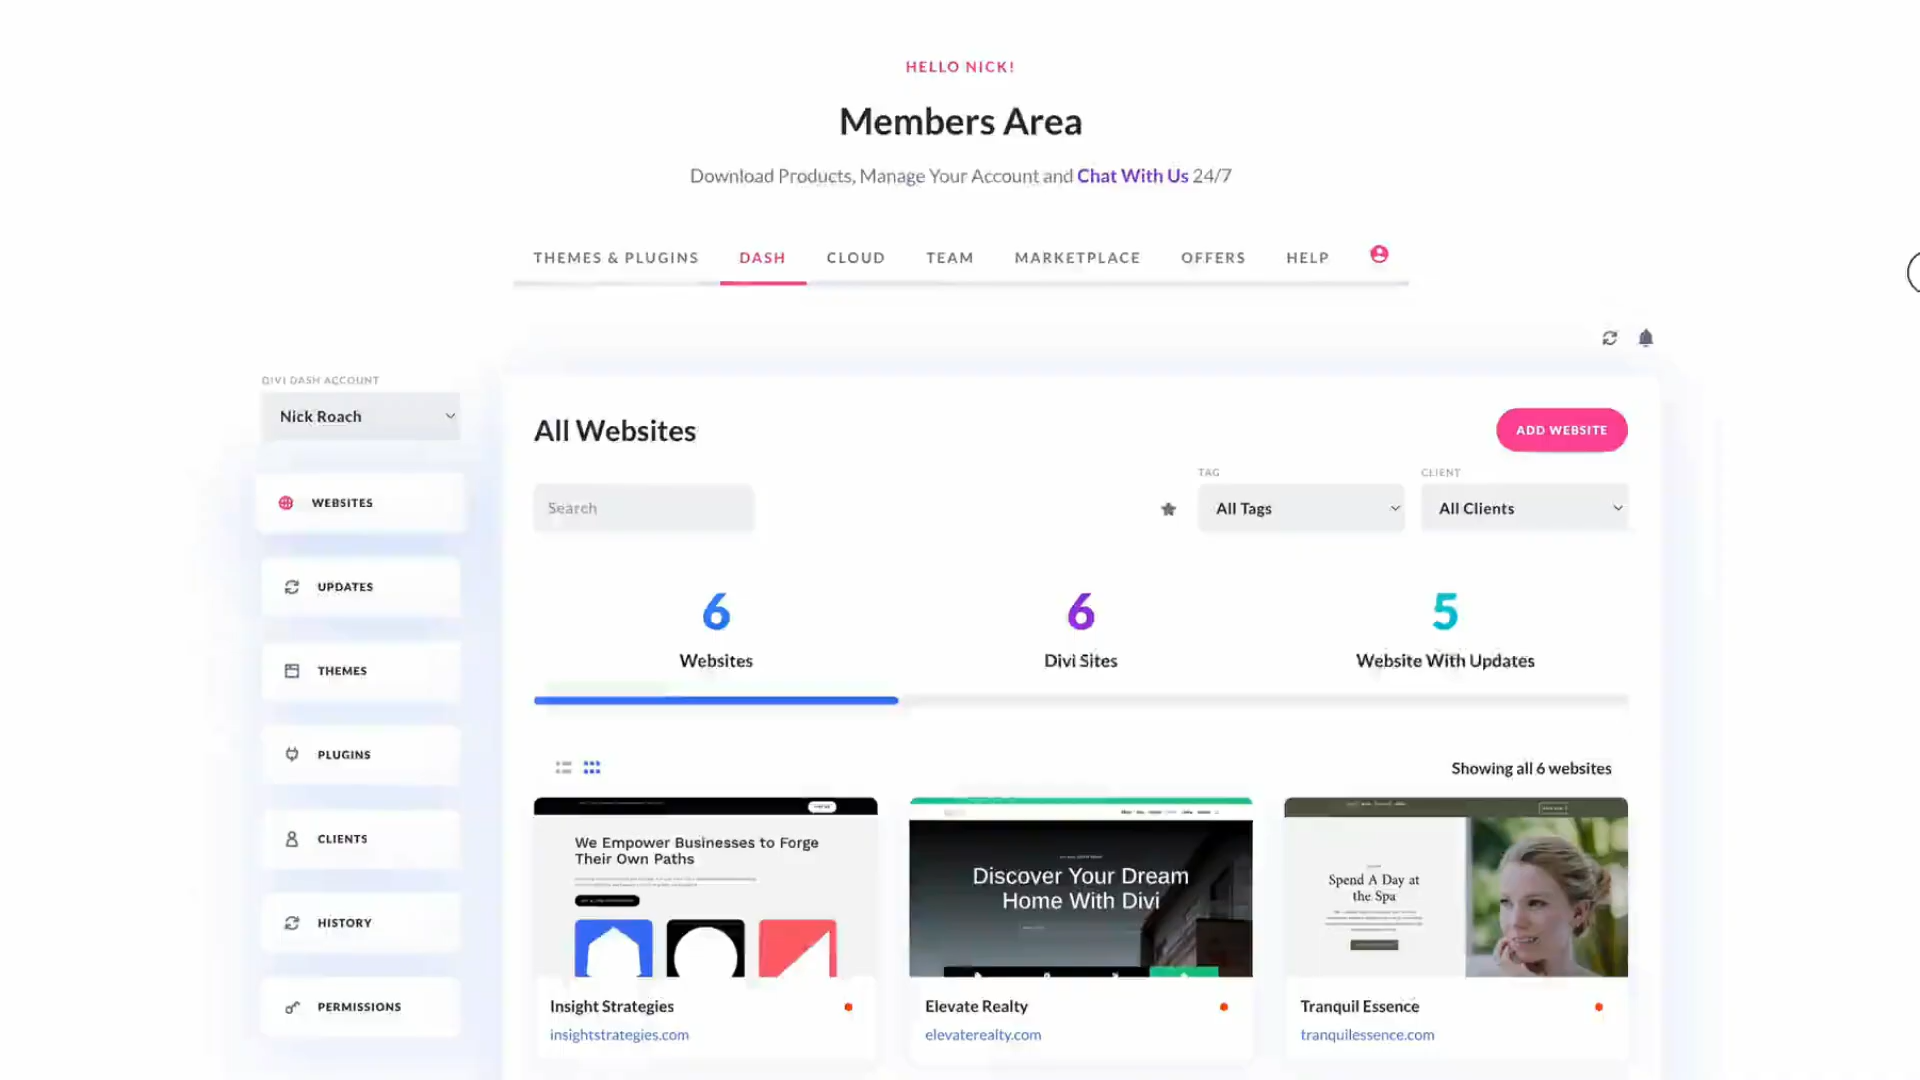 HELLO NICK!
Members Area
Download Products, Manage Your Account and Chat With Us 24/7
THEMES & PLUGINS
DASH
CLOUD
TEAM
MARKETPLACE
OFFERS
HELP
DIVI DASH ACCOUNT
Nick Roach
WEBSITES
UPDATES
THEMES
PLUGINS
CLIENTS
HISTORY
PERMISSIONS
All Websites
ADD WEBSITE
Search
TAG
All Tags
CLIENT
All Clients
6
Websites
6
Divi Sites
5
Website With Updates
Showing all 6 websites
We Empower Businesses to Forge
Their Own Paths
Insight Strategies
insightstrategies.com
Discover Your Dream
Home With Divi
Elevate Realty
elevaterealty.com
Spend A Day at
the Spa
Tranquil Essence
tranquilessence.com